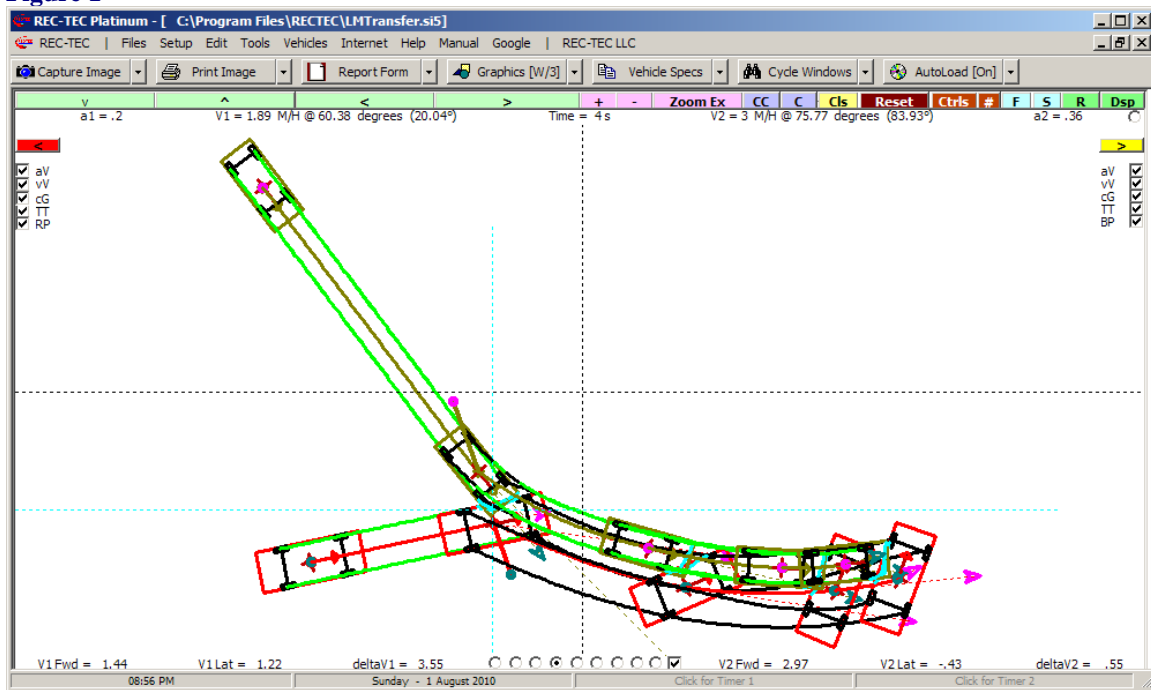 REC-TEC Platinum - [ C:\Program Files\RECTEC\LMTransfer.si5]
REC-TEC | Files Setup Edit Tools Vehicles Internet Help Manual Google | REC-TEC LLC
Capture Image Print Image Report Form Graphics [W/3] Vehicle Specs Cycle Windows AutoLoad [On]
v ^ < > + - Zoom Ex CC C Cls Reset Ctrls # F S R Dsp
a1 = .2 V1 = 1.89 M/H @ 60.38 degrees (20.04°) Time = 4 s V2 = 3 M/H @ 75.77 degrees (83.93°) a2 = .36
< >
aV aV
vV vV
cG cG
TT TT
RP BP
V1 Fwd = 1.44 V1 Lat = 1.22 deltaV1 = 3.55 V2 Fwd = 2.97 V2 Lat = -.43 deltaV2 = .55
08:56 PM Sunday - 1 August 2010 Click for Timer 1 Click for Timer 2